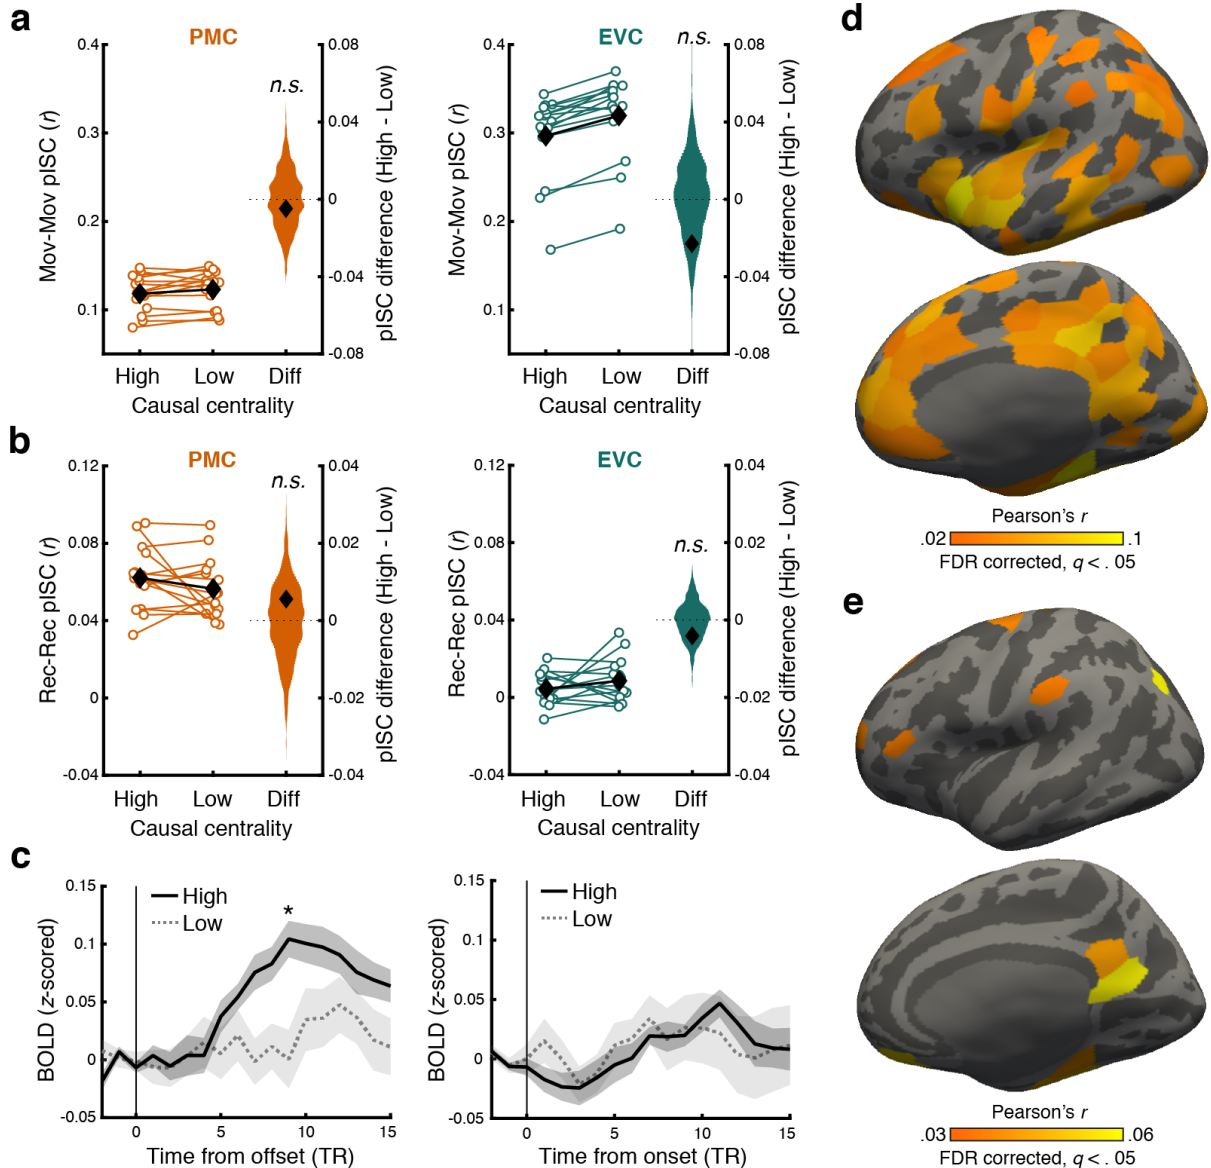 a
PMC
EVC
0.4
0.3
0.2
0.1
Mov-Mov pISC (r)
n.s.
0.08
0.04
0
-0.04
-0.08
pISC difference (High - Low)
High Low Diff
Causal centrality
0.4
0.3
0.2
0.1
Mov-Mov pISC (r)
n.s.
0.08
0.04
0
-0.04
-0.08
pISC difference (High - Low)
High Low Diff
Causal centrality
b
PMC
EVC
0.12
0.08
0.04
0
-0.04
Rec-Rec pISC (r)
n.s.
0.04
0.02
0
-0.02
-0.04
pISC difference (High - Low)
High Low Diff
Causal centrality
0.12
0.08
0.04
0
-0.04
Rec-Rec pISC (r)
n.s.
0.04
0.02
0
-0.02
-0.04
pISC difference (High - Low)
High Low Diff
Causal centrality
c
0.15
0.1
0.05
0
-0.05
BOLD (z-scored)
High
Low
*
0 5 10 15
Time from offset (TR)
0.15
0.1
0.05
0
-0.05
BOLD (z-scored)
High
Low
0 5 10 15
Time from onset (TR)
d
Pearson's r
.02 .1
FDR corrected, q < . 05
e
Pearson's r
.03 .06
FDR corrected, q < . 05